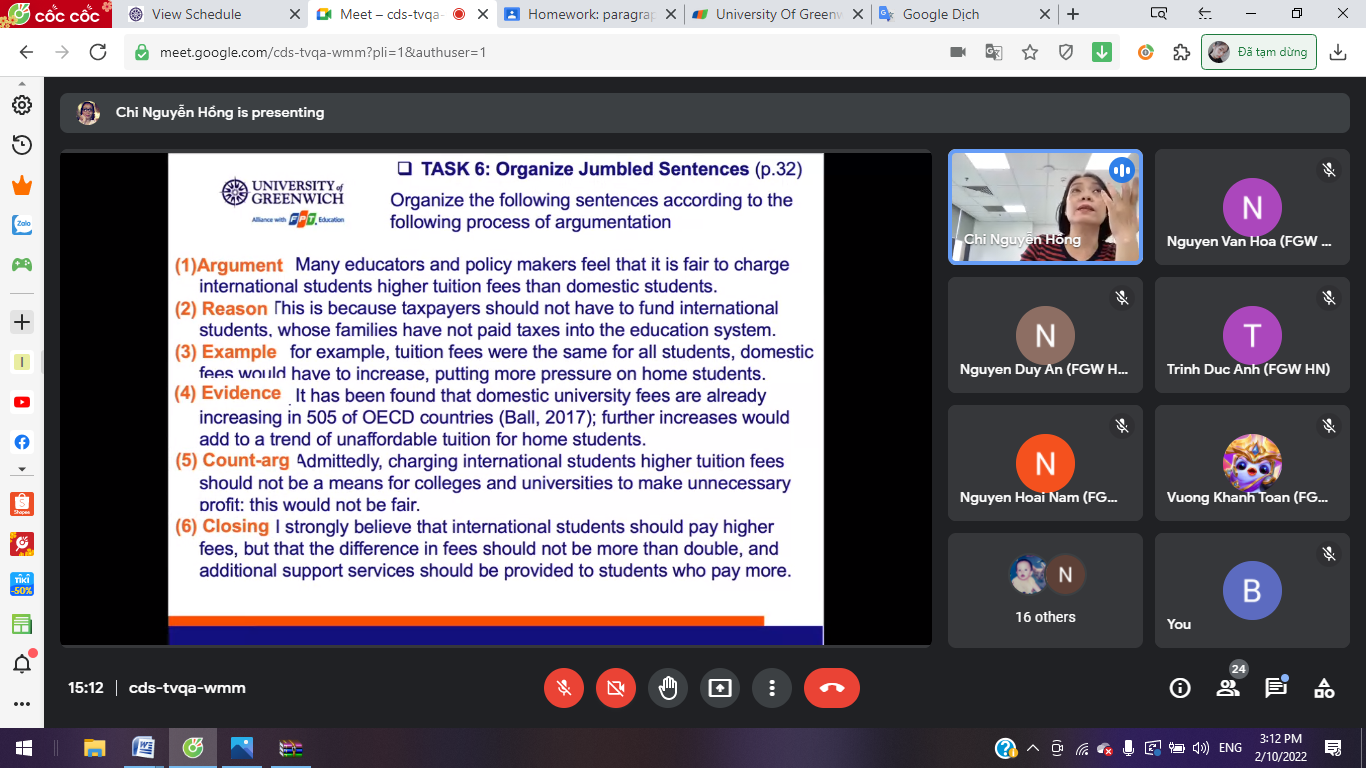 cốc cốc
View Schedule
Meet – cds-tvqa-
Homework: paragrap
University Of Greenw
Google Dịch
meet.google.com/cds-tvqa-wmm?pli=1&authuser=1
Đã tạm dừng
Chi Nguyễn Hồng is presenting
❑ TASK 6: Organize Jumbled Sentences (p.32)
UNIVERSITY of
GREENWICH
Alliance with FPT Education
Organize the following sentences according to the
following process of argumentation
(1)Argument Many educators and policy makers feel that it is fair to charge
international students higher tuition fees than domestic students.
(2) Reason This is because taxpayers should not have to fund international
students, whose families have not paid taxes into the education system.
(3) Example for example, tuition fees were the same for all students, domestic
fees would have to increase, putting more pressure on home students.
(4) Evidence It has been found that domestic university fees are already
increasing in 505 of OECD countries (Ball, 2017); further increases would
add to a trend of unaffordable tuition for home students.
(5) Count-arg Admittedly, charging international students higher tuition fees
should not be a means for colleges and universities to make unnecessary
profit: this would not be fair.
(6) Closing I strongly believe that international students should pay higher
fees, but that the difference in fees should not be more than double, and
additional support services should be provided to students who pay more.
Chi Nguyễn Hồng
N
Nguyen Van Hoa (FGW ...
N
Nguyen Duy An (FGW H...
T
Trinh Duc Anh (FGW HN)
N
Nguyen Hoai Nam (FG...
Vuong Khanh Toan (FG...
N
16 others
B
You
Zalo
I
Shopee
TIKI
-50%
15:12 | cds-tvqa-wmm
24
W
ENG
3:12 PM
2/10/2022